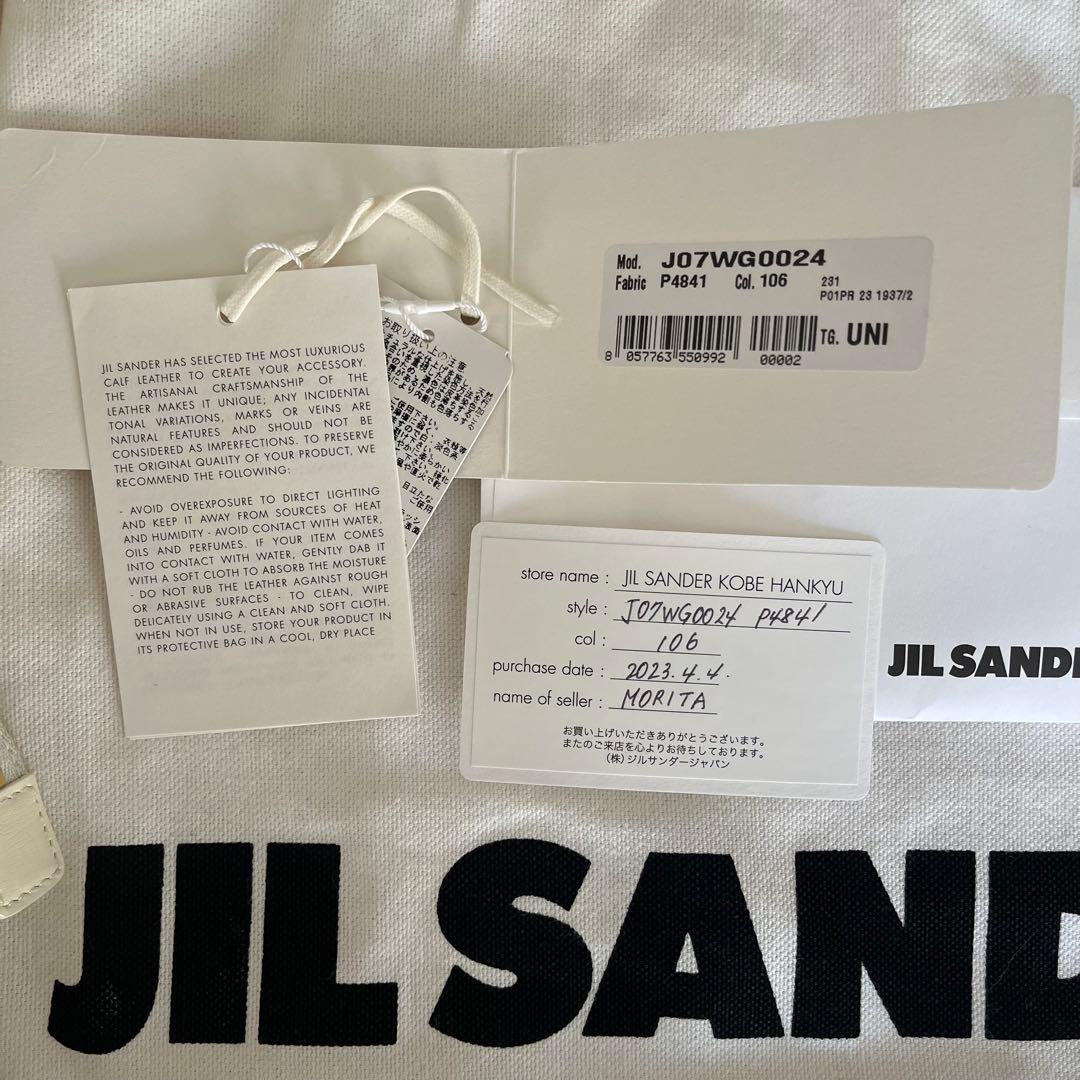 Mod. J07WG0024
Fabric P4841 Col. 106 231
P01PR 23 1937/2
8 057763 550992 00002 TG. UNI
JIL SANDER HAS SELECTED THE MOST LUXURIOUS
CALF LEATHER TO CREATE YOUR ACCESSORY.
THE ARTISANAL CRAFTSMANSHIP OF THE
LEATHER MAKES IT UNIQUE; ANY INCIDENTAL
TONAL VARIATIONS, MARKS OR VEINS ARE
NATURAL FEATURES AND SHOULD NOT BE
CONSIDERED AS IMPERFECTIONS. TO PRESERVE
THE ORIGINAL QUALITY OF YOUR PRODUCT, WE
RECOMMEND THE FOLLOWING:
- AVOID OVEREXPOSURE TO DIRECT LIGHTING
AND KEEP IT AWAY FROM SOURCES OF HEAT
AND HUMIDITY - AVOID CONTACT WITH WATER,
OILS AND PERFUMES. IF YOUR ITEM COMES
INTO CONTACT WITH WATER, GENTLY DAB IT
WITH A SOFT CLOTH TO ABSORB THE MOISTURE
- DO NOT RUB THE LEATHER AGAINST ROUGH
OR ABRASIVE SURFACES - TO CLEAN, WIPE
DELICATELY USING A CLEAN AND SOFT CLOTH.
WHEN NOT IN USE, STORE YOUR PRODUCT IN
ITS PROTECTIVE BAG IN A COOL, DRY PLACE
お取り扱い上の注意
store name : JIL SANDER KOBE HANKYU
style : J07WG0024 P4841
col : 106
purchase date : 2023.4.4.
name of seller : MORITA
お買い上げいただきありがとうございます。
またのご来店を心よりお待ちしております。
(株)ジルサンダージャパン
JIL SANDE
JIL SAND